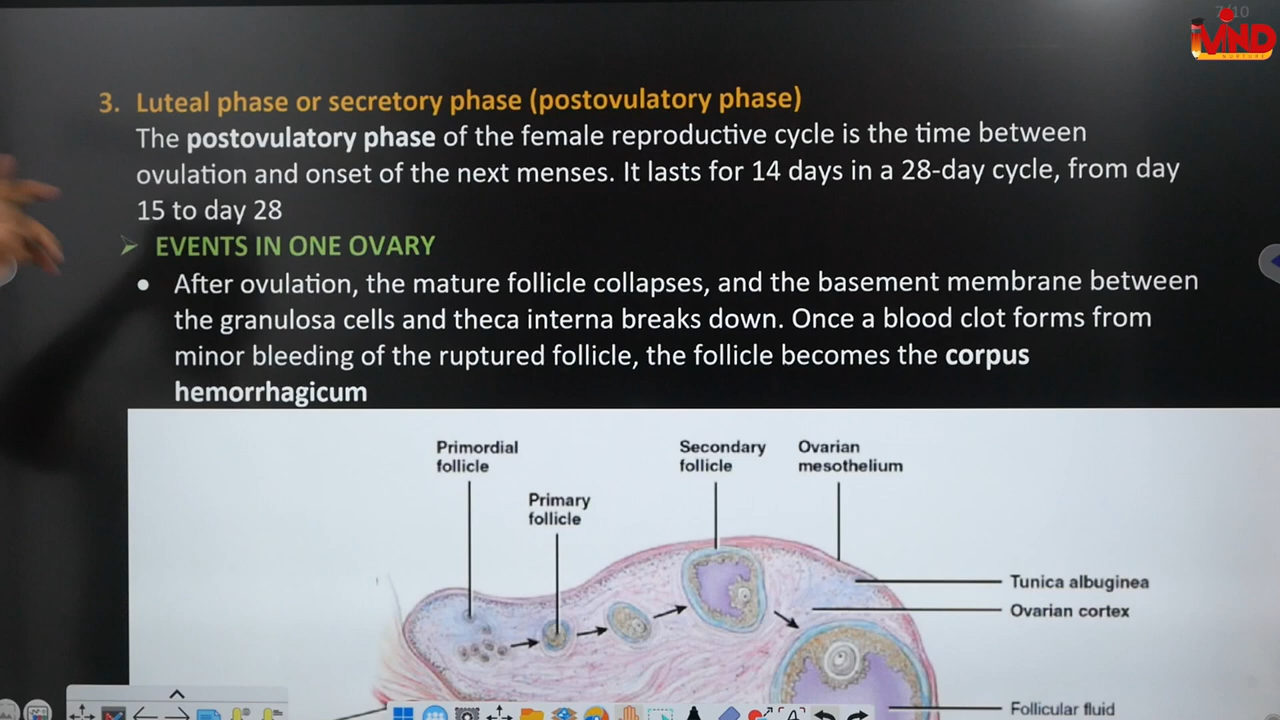 7/10
MIND
NURTURE
3. Luteal phase or secretory phase (postovulatory phase)
The postovulatory phase of the female reproductive cycle is the time between
ovulation and onset of the next menses. It lasts for 14 days in a 28-day cycle, from day
15 to day 28
➢ EVENTS IN ONE OVARY
• After ovulation, the mature follicle collapses, and the basement membrane between
the granulosa cells and theca interna breaks down. Once a blood clot forms from
minor bleeding of the ruptured follicle, the follicle becomes the corpus
hemorrhagicum
Primordial
follicle
Primary
follicle
Secondary
follicle
Ovarian
mesothelium
Tunica albuginea
Ovarian cortex
Follicular fluid